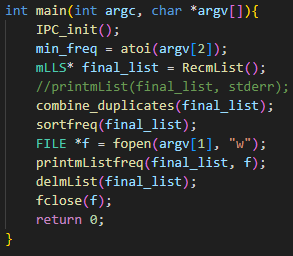 int main(int argc, char *argv[]){
    IPC_init();
    min_freq = atoi(argv[2]);
    mLLS* final_list = RecmList();
    //printmList(final_list, stderr);
    combine_duplicates(final_list);
    sortfreq(final_list);
    FILE *f = fopen(argv[1], "w");
    printmListfreq(final_list, f);
    delmList(final_list);
    fclose(f);
    return 0;
}